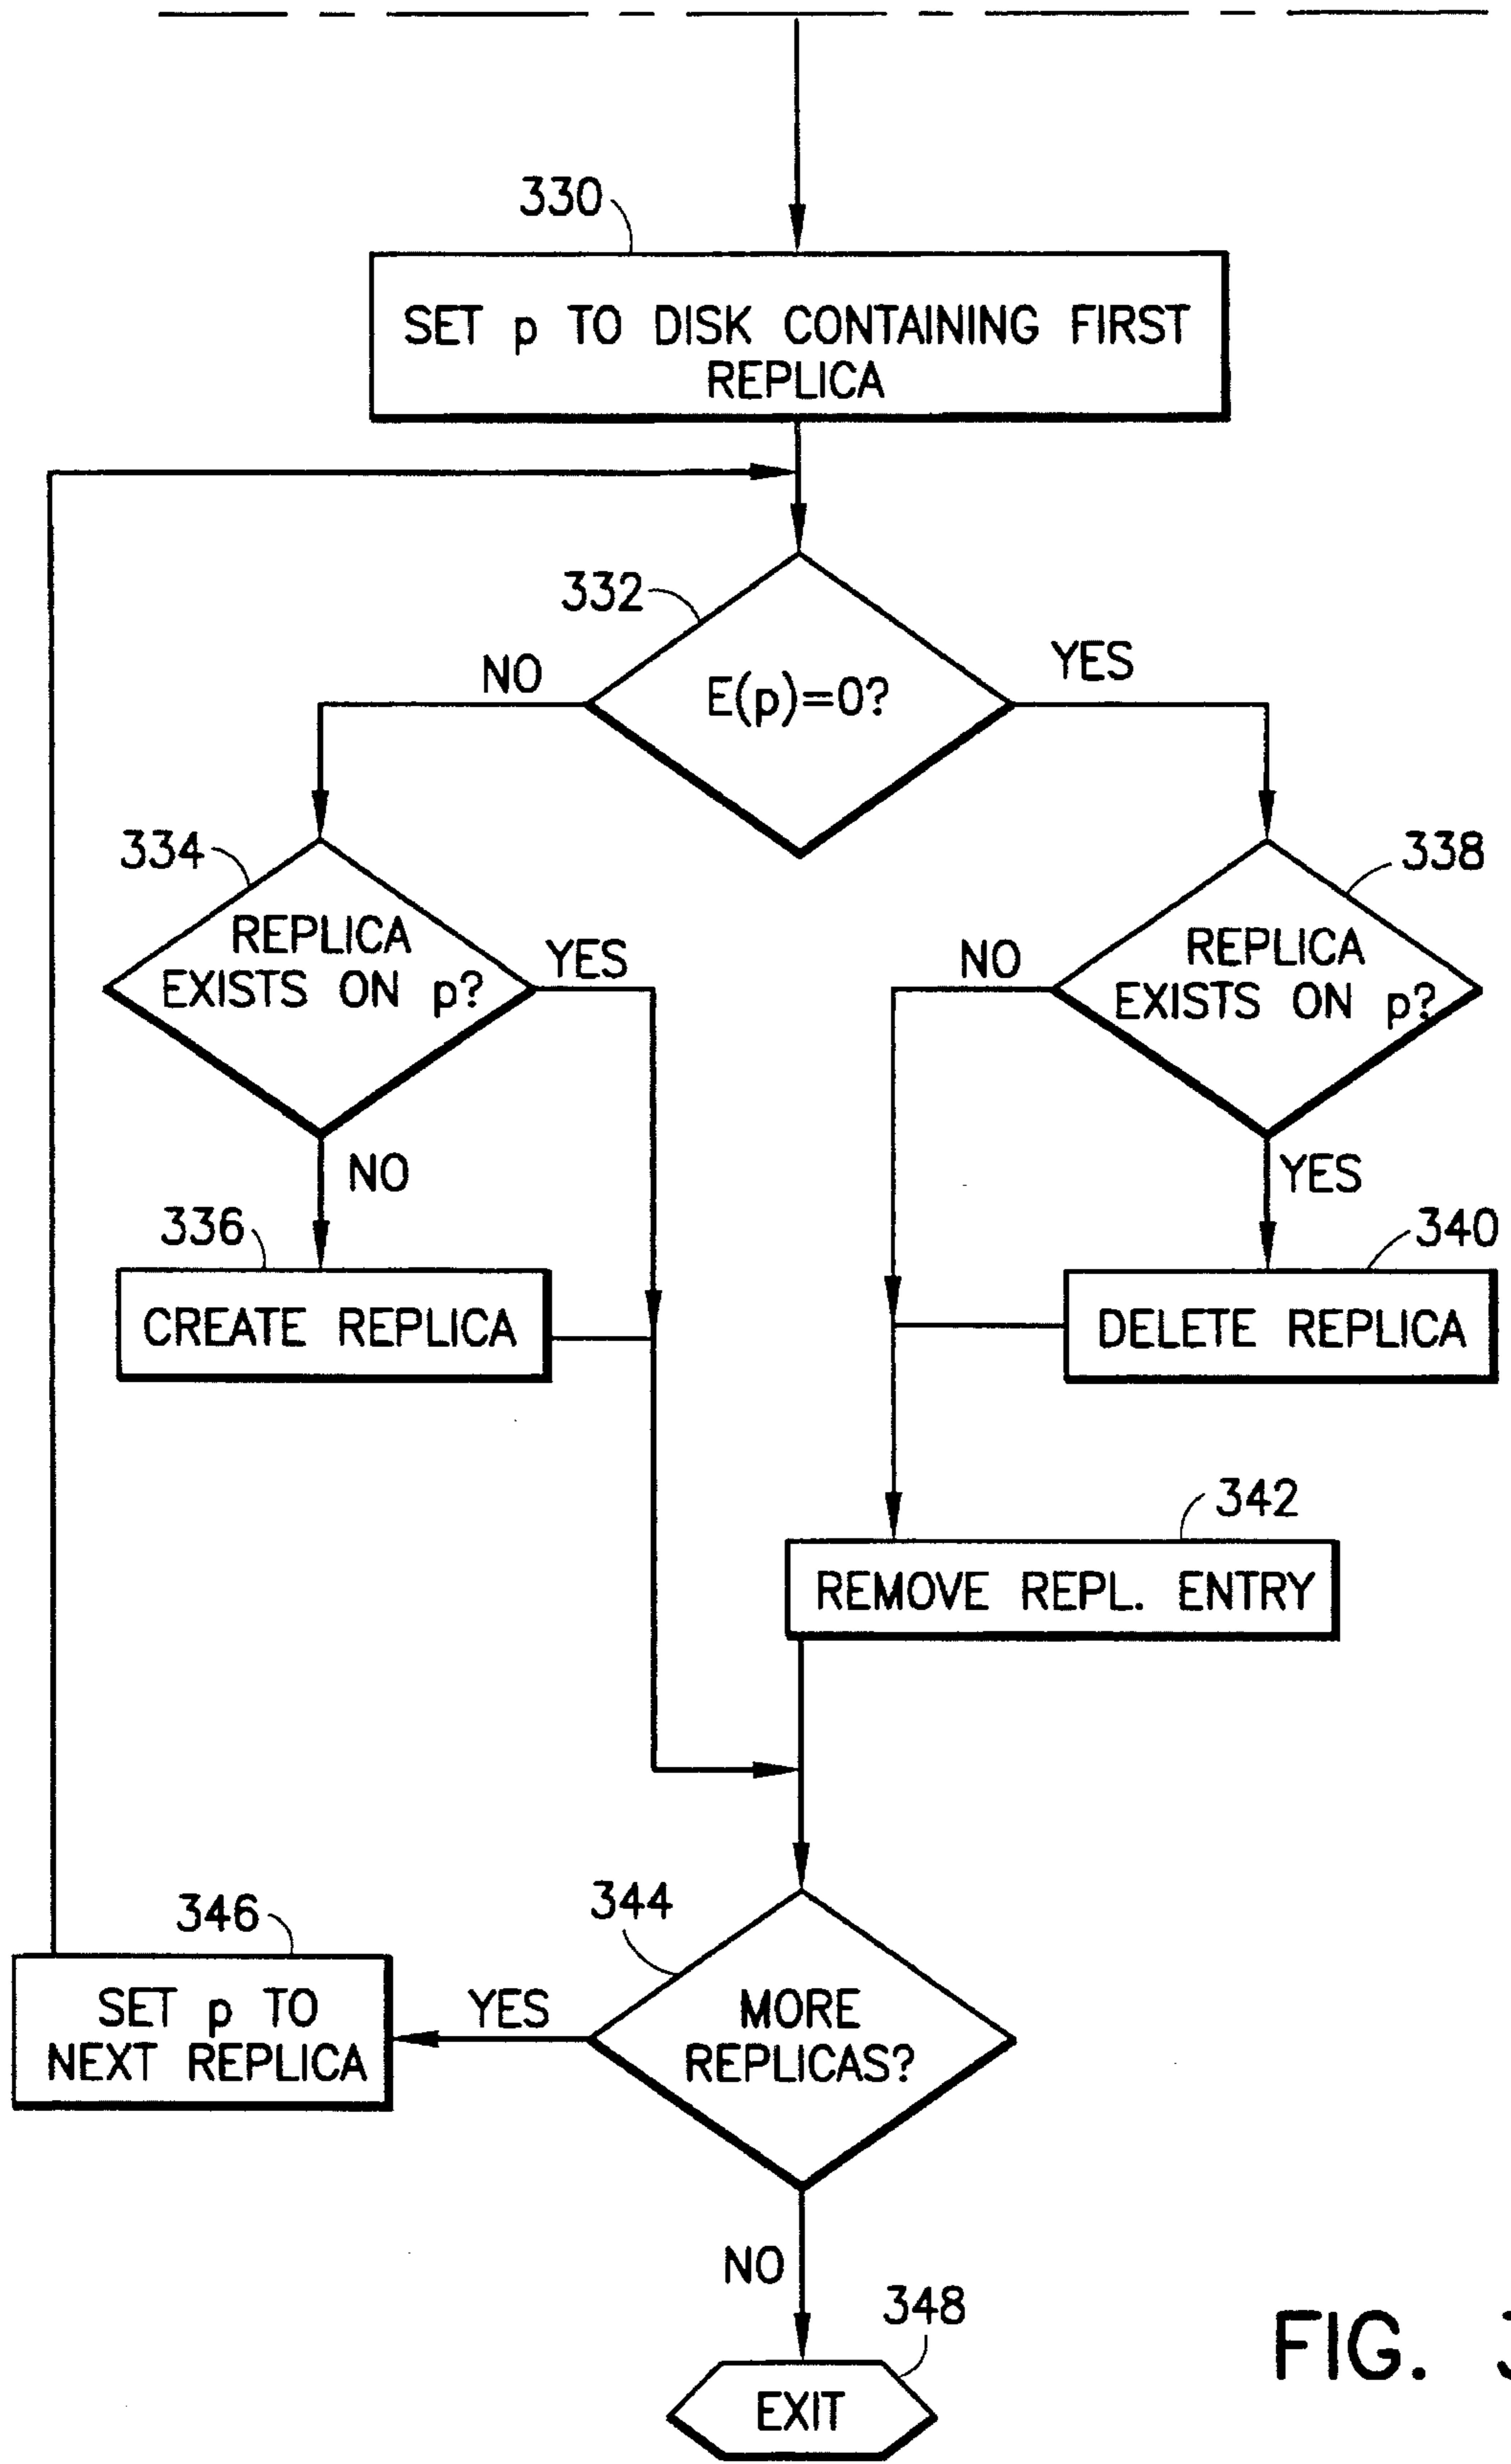 330
SET p TO DISK CONTAINING FIRST
REPLICA
332
NO
E(p)=0?
YES
334
REPLICA
EXISTS ON p?
YES
NO
338
REPLICA
EXISTS ON p?
NO
YES
336
CREATE REPLICA
340
DELETE REPLICA
342
REMOVE REPL. ENTRY
346
SET p TO
NEXT REPLICA
YES
344
MORE
REPLICAS?
NO
348
EXIT
FIG.